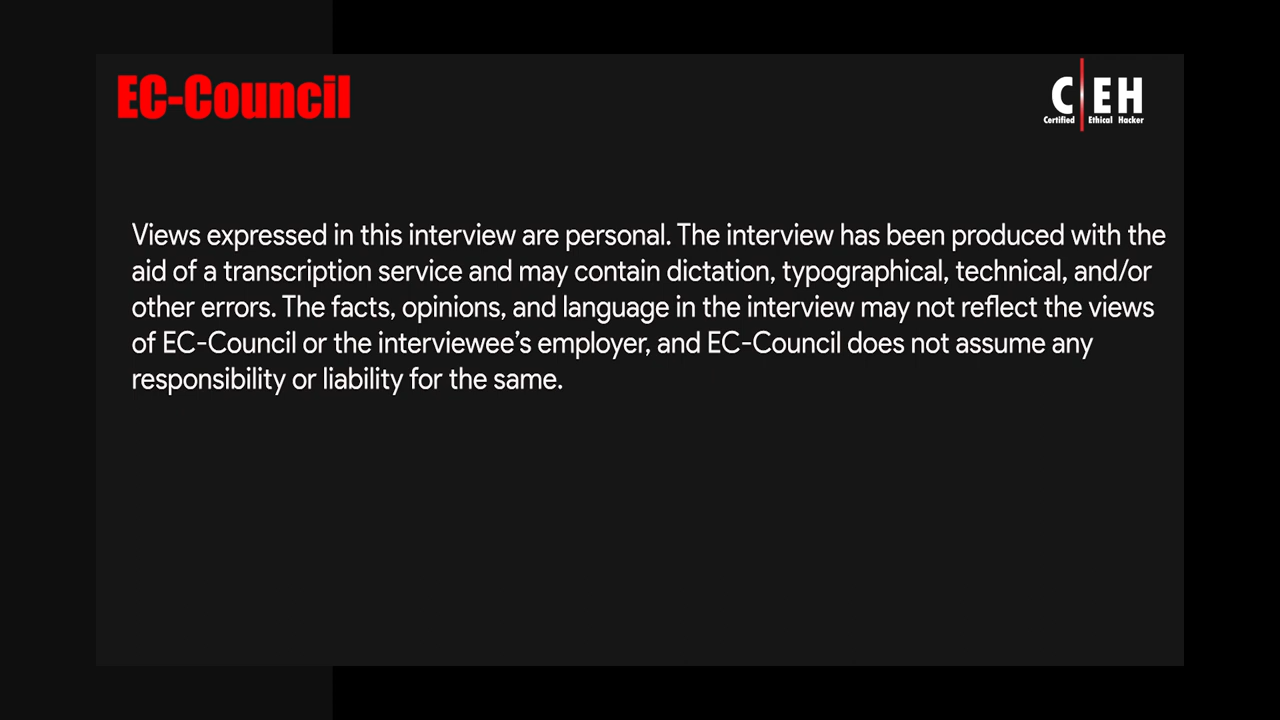 EC-Council
C|EH
Certified Ethical Hacker
Views expressed in this interview are personal. The interview has been produced with the
aid of a transcription service and may contain dictation, typographical, technical, and/or
other errors. The facts, opinions, and language in the interview may not reflect the views
of EC-Council or the interviewee’s employer, and EC-Council does not assume any
responsibility or liability for the same.